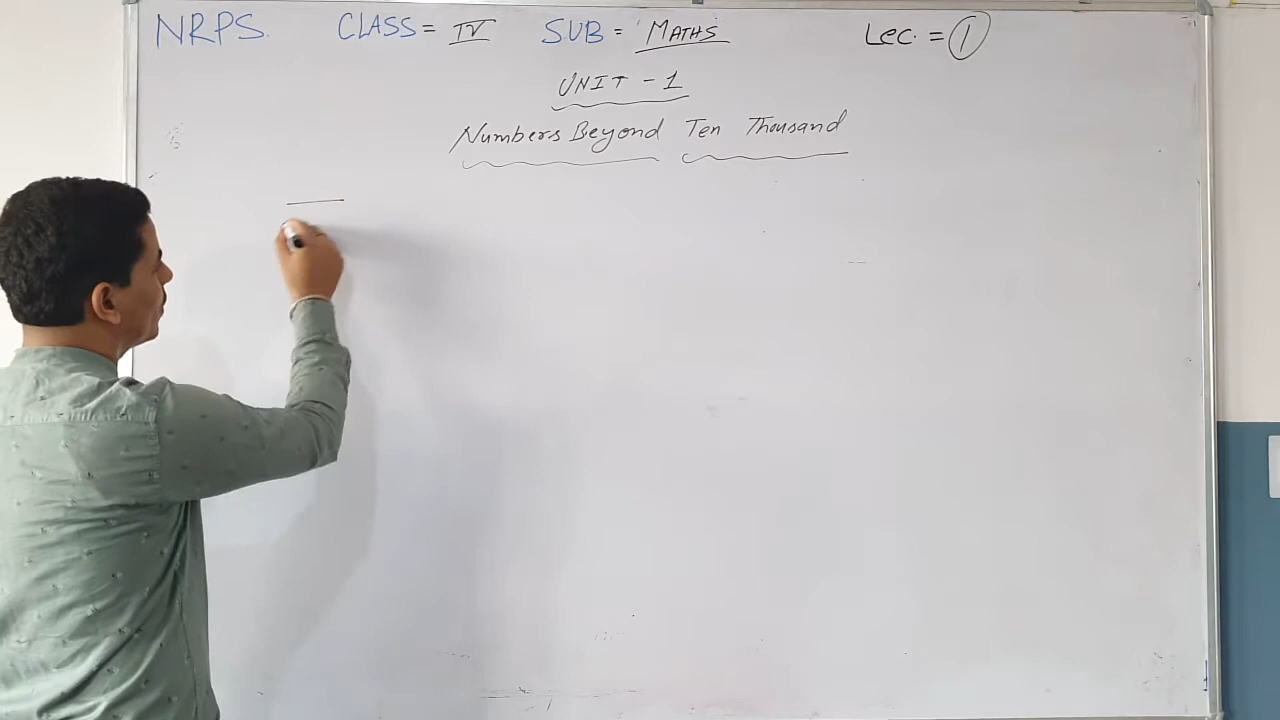 NRPS. CLASS = IV SUB = MATHS Lec. = 1
UNIT - 1
Numbers Beyond Ten Thousand